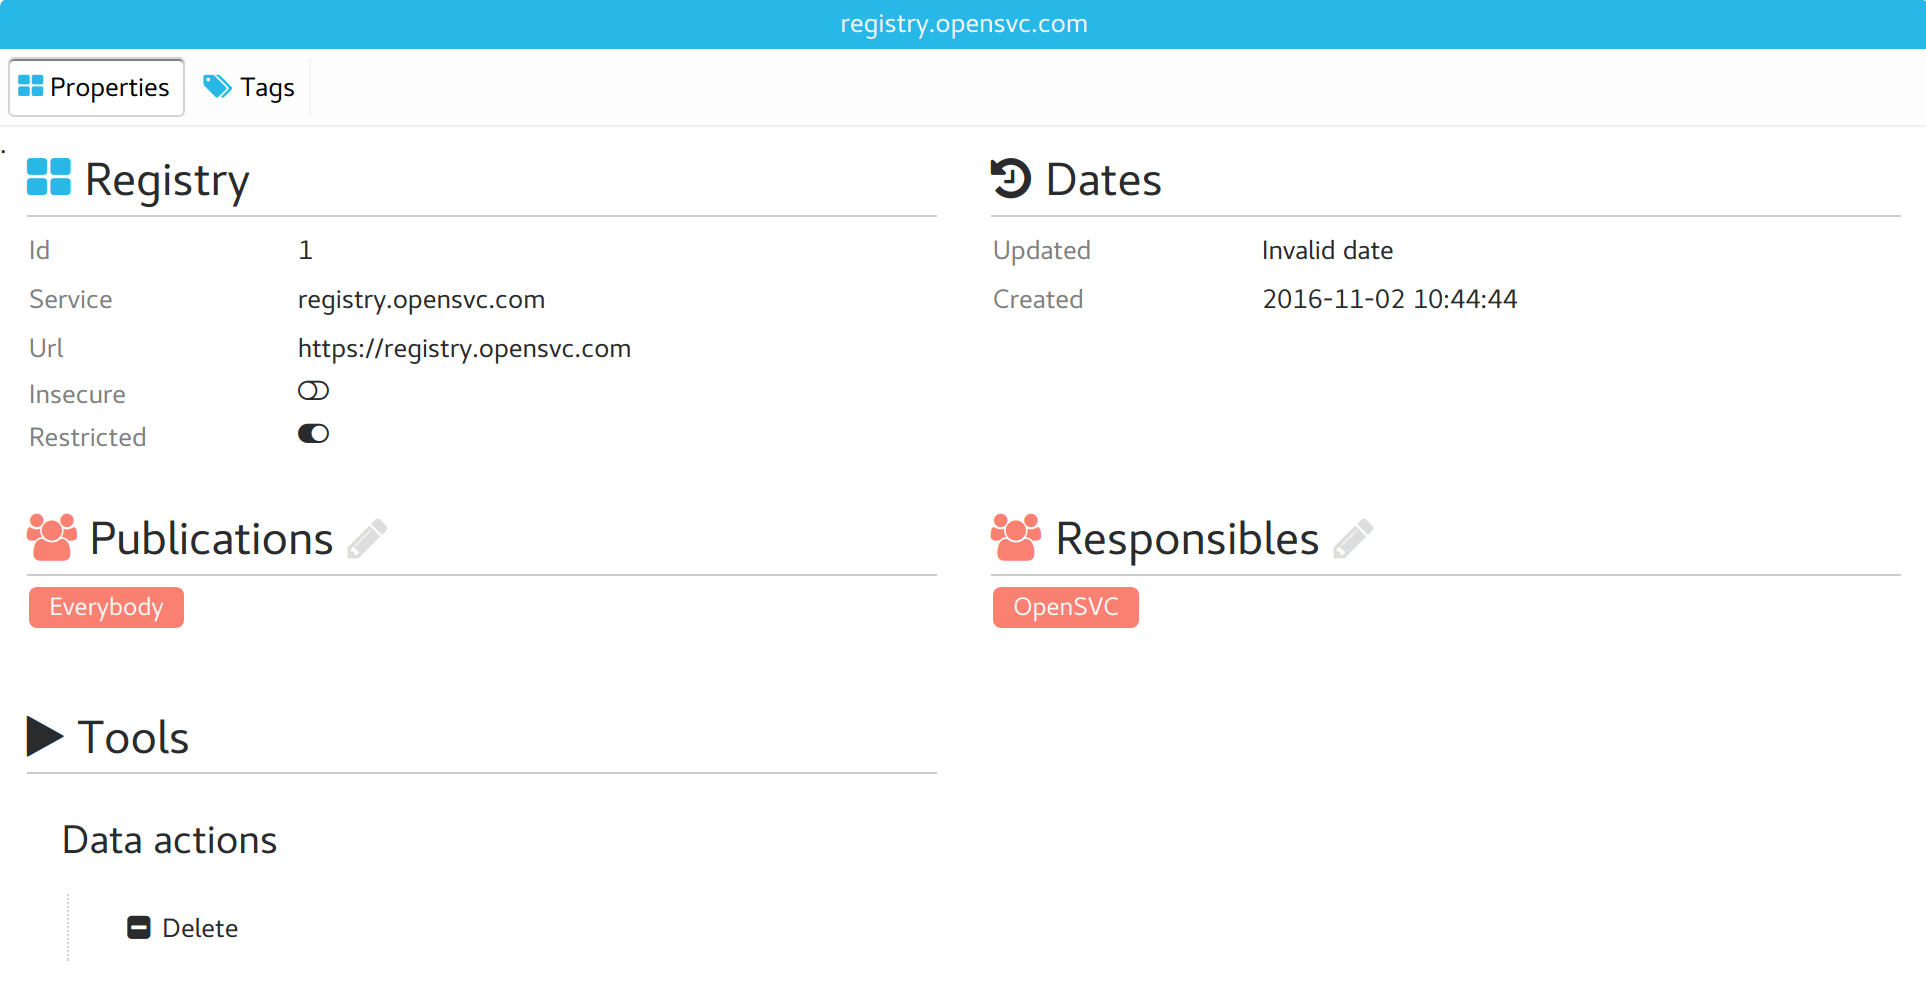 registry.opensvc.com
Properties
Tags
Registry
Id 1
Service registry.opensvc.com
Url https://registry.opensvc.com
Insecure
Restricted
Dates
Updated Invalid date
Created 2016-11-02 10:44:44
Publications
Everybody
Responsibles
OpenSVC
Tools
Data actions
Delete